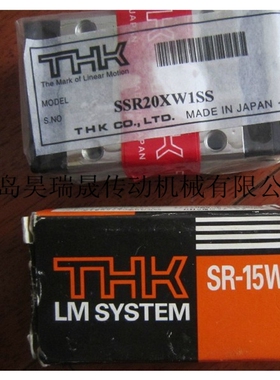 THK
The Mark of Linear Motion
MODEL SSR20XW1SS
S.NO
THK CO., LTD. MADE IN JAPAN
JAPAN
岛昊瑞晟传动机械有限公
THK SR-15W
LM SYSTEM